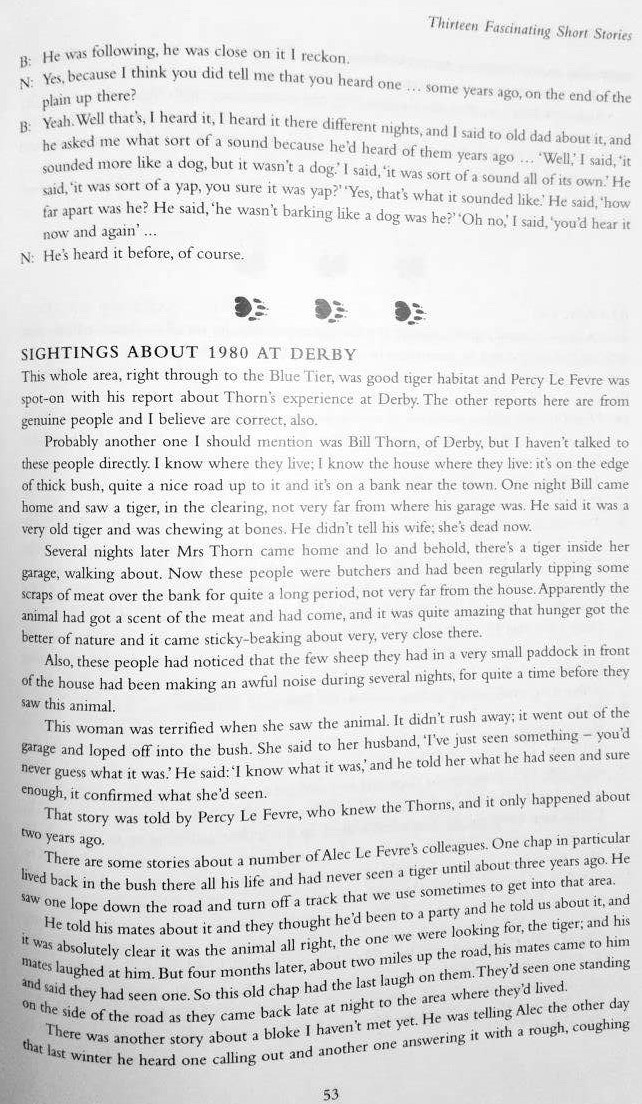 Thirteen Fascinating Short Stories
B: He was following, he was close on it I reckon.
N: Yes, because I think you did tell me that you heard one ... some years ago, on the end of the
plain up there?
B: Yeah. Well that's, I heard it, I heard it there different nights, and I said to old dad about it, and
he asked me what sort of a sound because he'd heard of them years ago ... 'Well,' I said, 'it
sounded more like a dog, but it wasn't a dog.' I said, 'it was sort of a sound all of its own.' He
said, 'it was sort of a yap, you sure it was yap?' 'Yes, that's what it sounded like.' He said, 'how
far apart was he? He said, 'he wasn't barking like a dog was he?' 'Oh no,' I said, 'you'd hear it
now and again' ...
N: He's heard it before, of course.
SIGHTINGS ABOUT 1980 AT DERBY
This whole area, right through to the Blue Tier, was good tiger habitat and Percy Le Fevre was
spot-on with his report about Thorn's experience at Derby. The other reports here are from
genuine people and I believe are correct, also.
Probably another one I should mention was Bill Thorn, of Derby, but I haven't talked to
these people directly. I know where they live; I know the house where they live: it's on the edge
of thick bush, quite a nice road up to it and it's on a bank near the town. One night Bill came
home and saw a tiger, in the clearing, not very far from where his garage was. He said it was a
very old tiger and was chewing at bones. He didn't tell his wife; she's dead now.
Several nights later Mrs Thorn came home and lo and behold, there's a tiger inside her
garage, walking about. Now these people were butchers and had been regularly tipping some
scraps of meat over the bank for quite a long period, not very far from the house. Apparently the
animal had got a scent of the meat and had come, and it was quite amazing that hunger got the
better of nature and it came sticky-beaking about very, very close there.
Also, these people had noticed that the few sheep they had in a very small paddock in front
of the house had been making an awful noise during several nights, for quite a time before they
saw this animal.
This woman was terrified when she saw the animal. It didn't rush away; it went out of the
garage and loped off into the bush. She said to her husband, 'I've just seen something – you'd
never guess what it was.' He said: 'I know what it was,' and he told her what he had seen and sure
enough, it confirmed what she'd seen.
That story was told by Percy Le Fevre, who knew the Thorns, and it only happened about
two years ago.
There are some stories about a number of Alec Le Fevre's colleagues. One chap in particular
lived back in the bush there all his life and had never seen a tiger until about three years ago. He
saw one lope down the road and turn off a track that we use sometimes to get into that area.
He told his mates about it and they thought he'd been to a party and he told us about it, and
it was absolutely clear it was the animal all right, the one we were looking for, the tiger; and his
mates laughed at him. But four months later, about two miles up the road, his mates came to him
and said they had seen one. So this old chap had the last laugh on them. They'd seen one standing
on the side of the road as they came back late at night to the area where they'd lived.
There was another story about a bloke I haven't met yet. He was telling Alec the other day
that last winter he heard one calling out and another one answering it with a rough, coughing
53